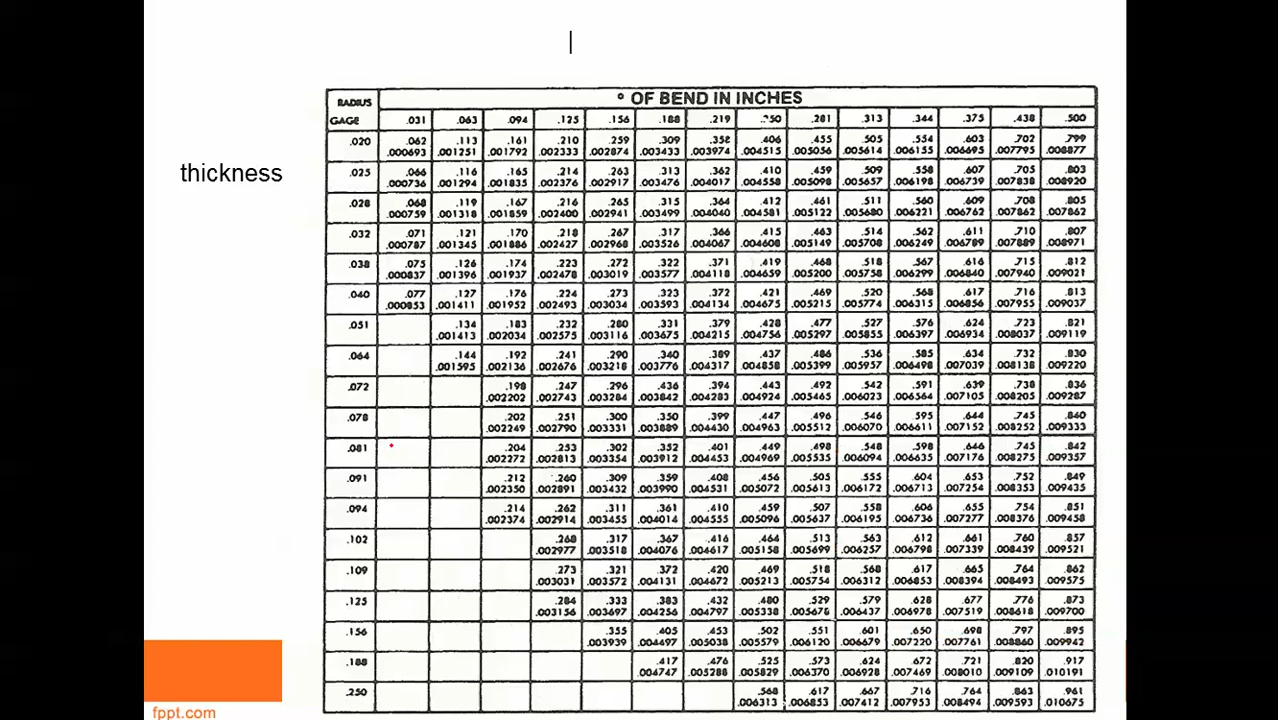 ° OF BEND IN INCHES
RADIUS
GAGE .031 .063 .094 .125 .156 .188 .219 .250 .281 .313 .344 .375 .438 .500
.020 .062 .113 .161 .210 .259 .309 .358 .406 .455 .505 .554 .603 .702 .799
.000693 .001251 .001792 .002333 .002874 .003433 .003974 .004515 .005056 .005614 .006155 .006695 .007795 .008877
thickness
.025 .066 .116 .165 .214 .263 .313 .362 .410 .459 .509 .558 .607 .705 .803
.000736 .001294 .001835 .002376 .002917 .003476 .004017 .004558 .005098 .005657 .006198 .006739 .007838 .008920
.028 .068 .119 .167 .216 .265 .315 .364 .412 .461 .511 .560 .609 .708 .805
.000759 .001318 .001859 .002400 .002941 .003499 .004040 .004581 .005122 .005680 .006221 .006762 .007862 .007862
.032 .071 .121 .170 .218 .267 .317 .366 .415 .463 .514 .562 .611 .710 .807
.000787 .001345 .001886 .002427 .002968 .003526 .004067 .004608 .005149 .005708 .006249 .006789 .007889 .008971
.038 .075 .126 .174 .223 .272 .322 .371 .419 .468 .518 .567 .616 .715 .812
.000837 .001396 .001937 .002478 .003019 .003577 .004118 .004659 .005200 .005758 .006299 .006840 .007940 .009021
.040 .077 .127 .176 .224 .273 .323 .372 .421 .469 .520 .568 .617 .716 .813
.000853 .001411 .001952 .002493 .003034 .003593 .004134 .004675 .005215 .005774 .006315 .006856 .007955 .009037
.051 .134 .183 .232 .280 .331 .379 .428 .477 .527 .576 .624 .723 .821
.001413 .002034 .002575 .003116 .003675 .004215 .004756 .005297 .005855 .006397 .006934 .008037 .009119
.064 .144 .192 .241 .290 .340 .389 .437 .486 .536 .585 .634 .732 .830
.001595 .002136 .002676 .003218 .003776 .004317 .004858 .005399 .005957 .006498 .007039 .008138 .009220
.072 .198 .247 .296 .436 .394 .443 .492 .542 .591 .639 .738 .836
.002202 .002743 .003284 .003842 .004283 .004924 .005465 .006023 .006564 .007105 .008205 .009287
.078 .202 .251 .300 .350 .399 .447 .496 .546 .595 .644 .745 .840
.002249 .002790 .003331 .003889 .004430 .004963 .005512 .006070 .006611 .007152 .008252 .009333
.081 .204 .253 .302 .352 .401 .449 .498 .548 .598 .646 .745 .842
.002272 .002813 .003354 .003912 .004453 .004969 .005535 .006094 .006635 .007176 .008275 .009357
.091 .212 .260 .309 .359 .408 .456 .505 .555 .604 .653 .752 .849
.002350 .002891 .003432 .003990 .004531 .005072 .005613 .006172 .006713 .007254 .008353 .009435
.094 .214 .262 .311 .361 .410 .459 .507 .558 .606 .655 .754 .851
.002374 .002914 .003455 .004014 .004555 .005096 .005637 .006195 .006736 .007277 .008376 .009458
.102 .268 .317 .367 .416 .464 .513 .563 .612 .661 .760 .857
.002977 .003518 .004076 .004617 .005158 .005699 .006257 .006798 .007339 .008439 .009521
.109 .273 .321 .372 .420 .469 .518 .568 .617 .665 .764 .862
.003031 .003572 .004131 .004672 .005213 .005754 .006312 .006853 .008394 .008493 .009575
.125 .284 .333 .383 .432 .480 .529 .579 .628 .677 .776 .873
.003156 .003697 .004256 .004797 .005338 .005678 .006437 .006978 .007519 .008618 .009700
.156 .355 .405 .453 .502 .551 .601 .650 .698 .797 .895
.003939 .004497 .005038 .005579 .006120 .006679 .007220 .007761 .008860 .009942
.188 .417 .476 .525 .573 .624 .672 .721 .820 .917
.004747 .005288 .005829 .006370 .006928 .007469 .008010 .009109 .010191
.250 .568 .617 .667 .716 .764 .863 .961
.006313 .006853 .007412 .007953 .008494 .009593 .010675
fppt.com